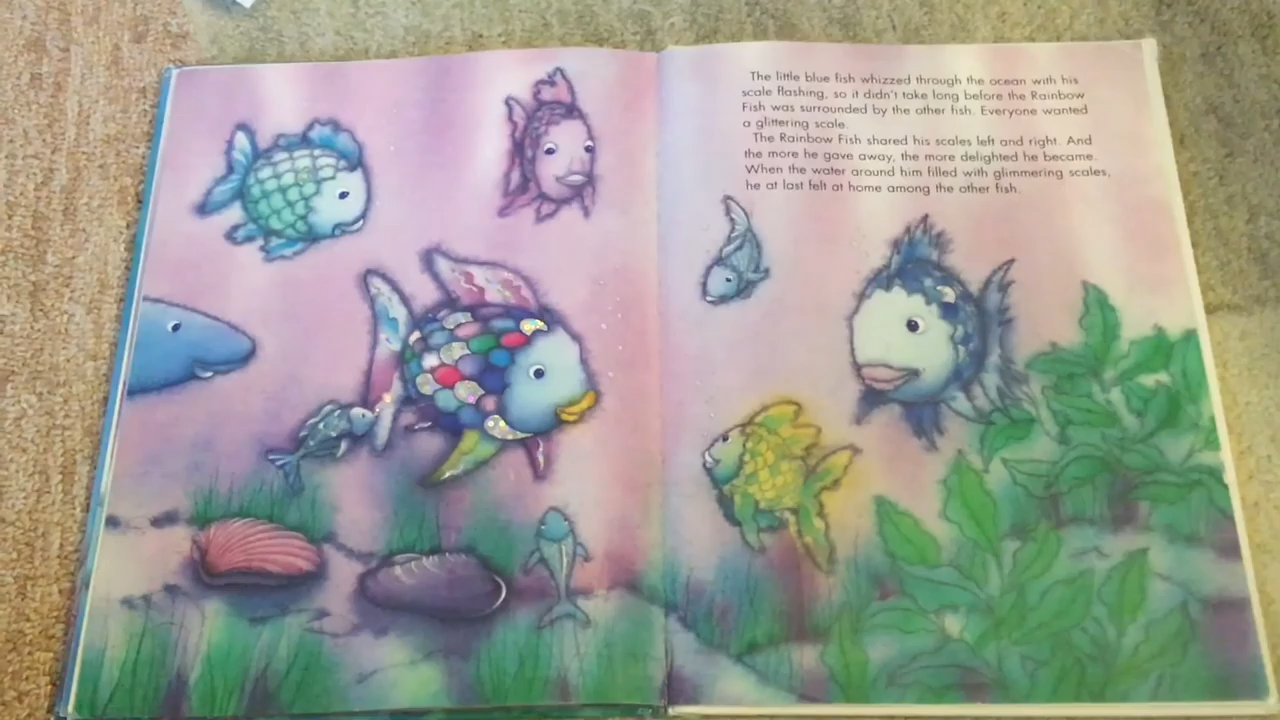 The little blue fish whizzed through the ocean with his
scale flashing, so it didn't take long before the Rainbow
Fish was surrounded by the other fish. Everyone wanted
a glittering scale.
The Rainbow Fish shared his scales left and right. And
the more he gave away, the more delighted he became.
When the water around him filled with glimmering scales,
he at last felt at home among the other fish.